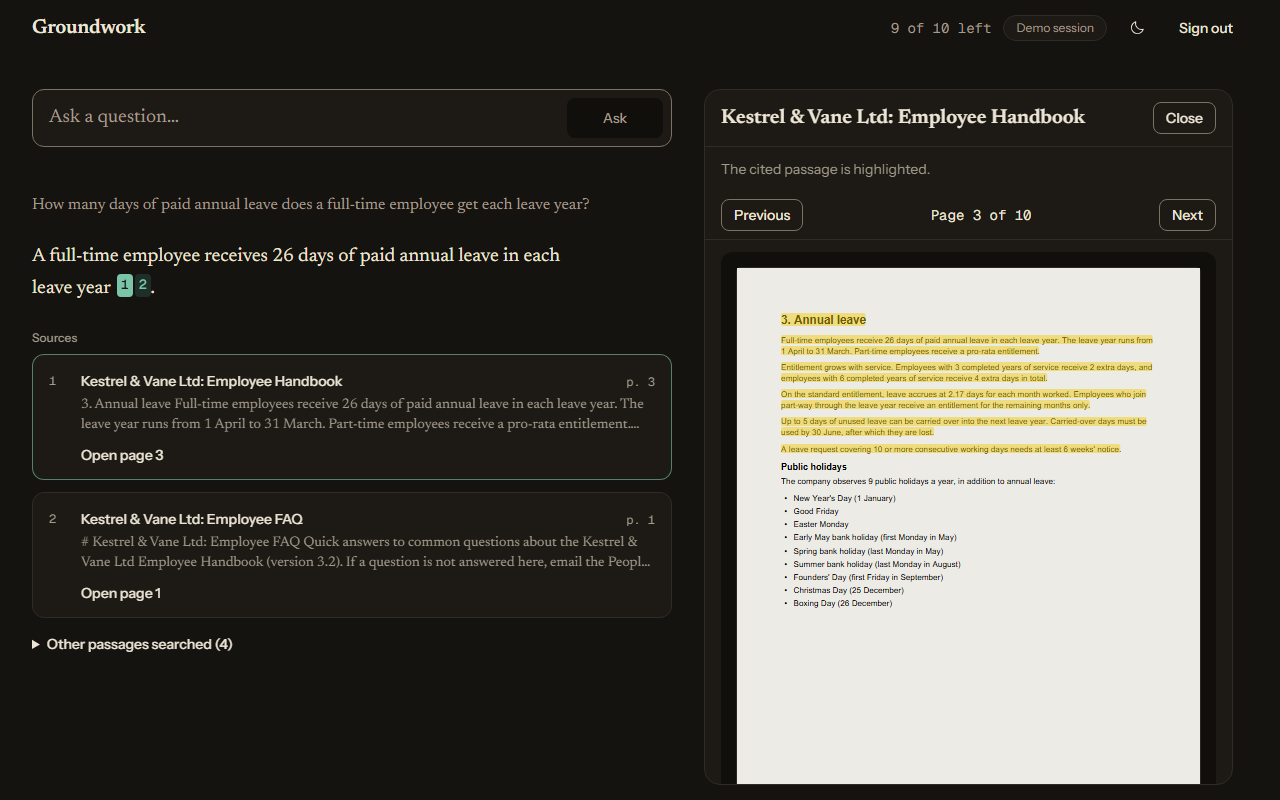 Groundwork
9 of 10 left
Demo session
Sign out
Ask a question...
Ask
How many days of paid annual leave does a full-time employee get each leave year?
A full-time employee receives 26 days of paid annual leave in each
leave year 1 2.
Sources
1
Kestrel & Vane Ltd: Employee Handbook
p. 3
3. Annual leave Full-time employees receive 26 days of paid annual leave in each leave year. The
leave year runs from 1 April to 31 March. Part-time employees receive a pro-rata entitlement....
Open page 3
2
Kestrel & Vane Ltd: Employee FAQ
p. 1
# Kestrel & Vane Ltd: Employee FAQ Quick answers to common questions about the Kestrel &
Vane Ltd Employee Handbook (version 3.2). If a question is not answered here, email the Peopl...
Open page 1
Other passages searched (4)
Kestrel & Vane Ltd: Employee Handbook
Close
The cited passage is highlighted.
Previous
Page 3 of 10
Next
3. Annual leave
Full-time employees receive 26 days of paid annual leave in each leave year. The leave year runs from
1 April to 31 March. Part-time employees receive a pro-rata entitlement.
Entitlement grows with service. Employees with 3 completed years of service receive 2 extra days, and
employees with 6 completed years of service receive 4 extra days in total.
On the standard entitlement, leave accrues at 2.17 days for each month worked. Employees who join
part-way through the leave year receive an entitlement for the remaining months only.
Up to 5 days of unused leave can be carried over into the next leave year. Carried-over days must be
used by 30 June, after which they are lost.
A leave request covering 10 or more consecutive working days needs at least 6 weeks' notice.
Public holidays
The company observes 9 public holidays a year, in addition to annual leave:
• New Year's Day (1 January)
• Good Friday
• Easter Monday
• Early May bank holiday (first Monday in May)
• Spring bank holiday (last Monday in May)
• Summer bank holiday (last Monday in August)
• Founders' Day (first Friday in September)
• Christmas Day (25 December)
• Boxing Day (26 December)